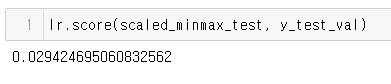 1 lr.score(scaled_minmax_test, y_test_val)
0.029424695060832562